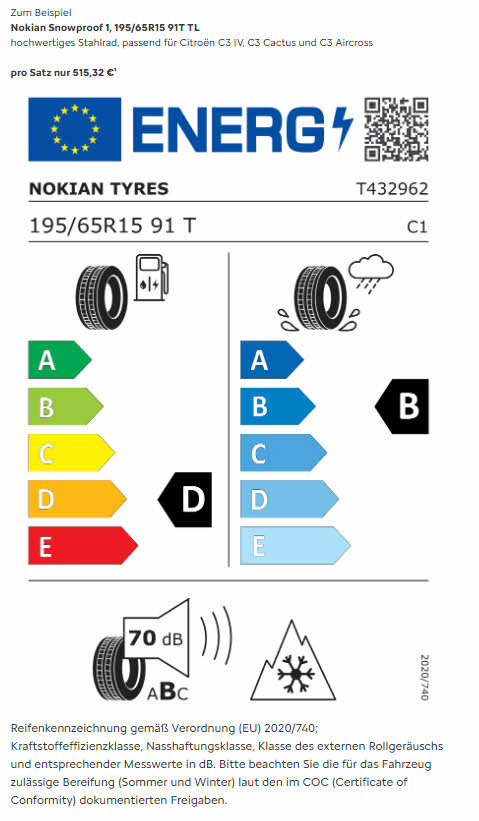 Zum Beispiel
Nokian Snowproof 1, 195/65R15 91T TL
hochwertiges Stahlrad, passend für Citroën C3 IV, C3 Cactus und C3 Aircross
pro Satz nur 515,32 €¹
ENERG
NOKIAN TYRES T432962
195/65R15 91 T C1
A A
B B B
C C
D D D
E E
70 dB
ABC
2020/740
Reifenkennzeichnung gemäß Verordnung (EU) 2020/740;
Kraftstoffeffizienzklasse, Nasshaftungsklasse, Klasse des externen Rollgeräuschs
und entsprechender Messwerte in dB. Bitte beachten Sie die für das Fahrzeug
zulässige Bereifung (Sommer und Winter) laut den im COC (Certificate of
Conformity) dokumentierten Freigaben.